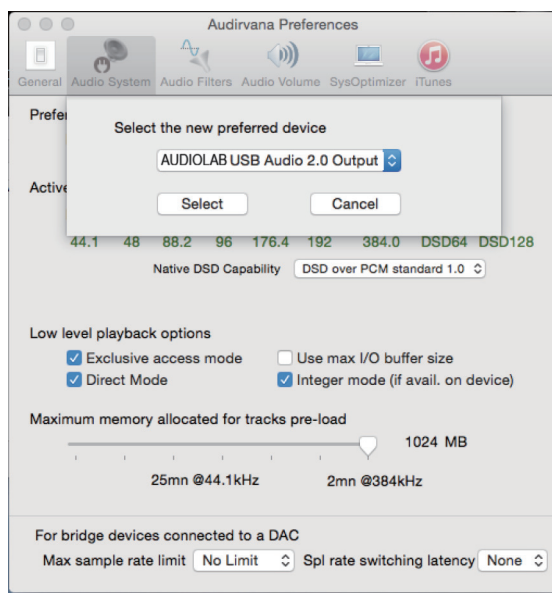 Audirvana Preferences
General Audio System Audio Filters Audio Volume SysOptimizer iTunes
Select the new preferred device
AUDIOLAB USB Audio 2.0 Output
Select Cancel
44.1 48 88.2 96 176.4 192 384.0 DSD64 DSD128
Native DSD Capability DSD over PCM standard 1.0
Low level playback options
Exclusive access mode Use max I/O buffer size
Direct Mode Integer mode (if avail. on device)
Maximum memory allocated for tracks pre-load
1024 MB
25mn @44.1kHz 2mn @384kHz
For bridge devices connected to a DAC
Max sample rate limit No Limit Spl rate switching latency None